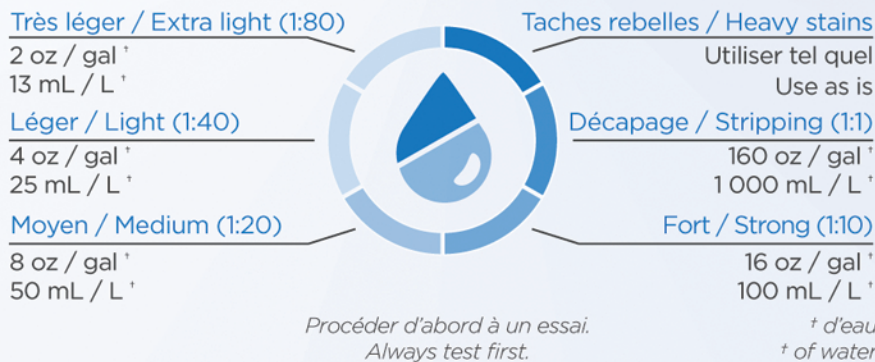 Très léger / Extra light (1:80)
2 oz / gal †
13 mL / L †
Léger / Light (1:40)
4 oz / gal †
25 mL / L †
Moyen / Medium (1:20)
8 oz / gal †
50 mL / L †
Taches rebelles / Heavy stains
Utiliser tel quel
Use as is
Décapage / Stripping (1:1)
160 oz / gal †
1 000 mL / L †
Fort / Strong (1:10)
16 oz / gal †
100 mL / L †
Procéder d'abord à un essai.
Always test first.
† d'eau
† of water